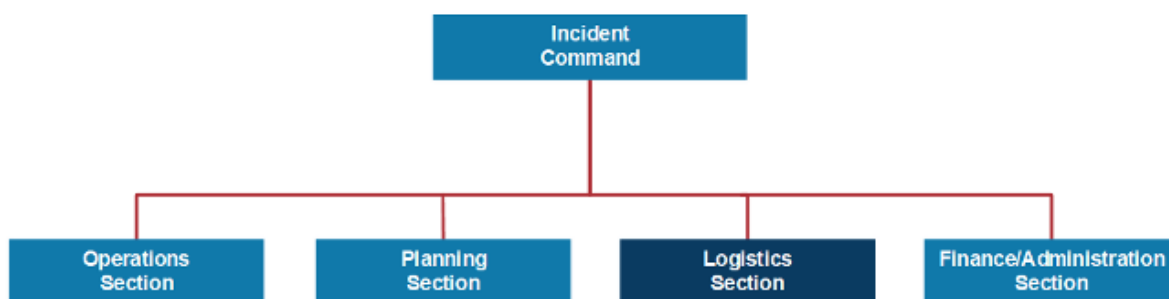 Incident
Command
Operations
Section
Planning
Section
Logistics
Section
Finance/Administration
Section